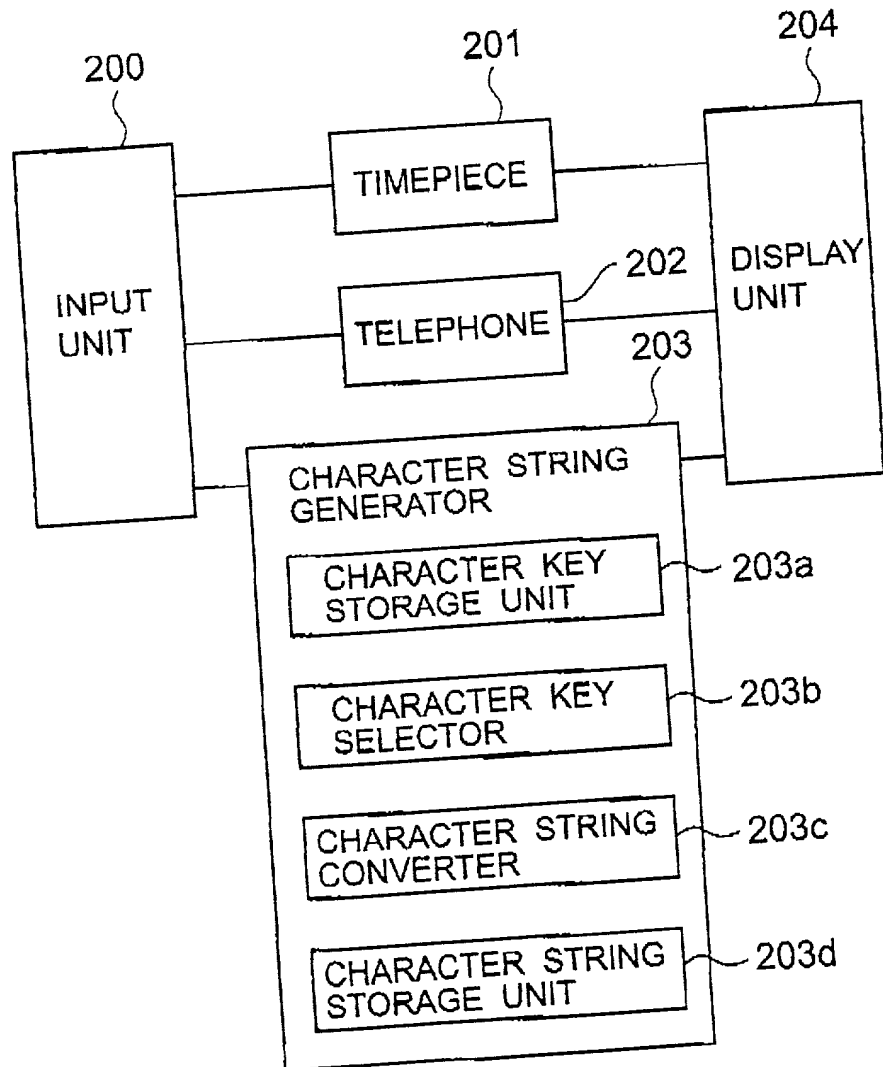 200
201
204
TIMEPIECE
INPUT
UNIT
202
DISPLAY
UNIT
TELEPHONE
203
CHARACTER STRING
GENERATOR
CHARACTER KEY
STORAGE UNIT
203a
CHARACTER KEY
SELECTOR
203b
CHARACTER STRING
CONVERTER
203c
CHARACTER STRING
STORAGE UNIT
203d